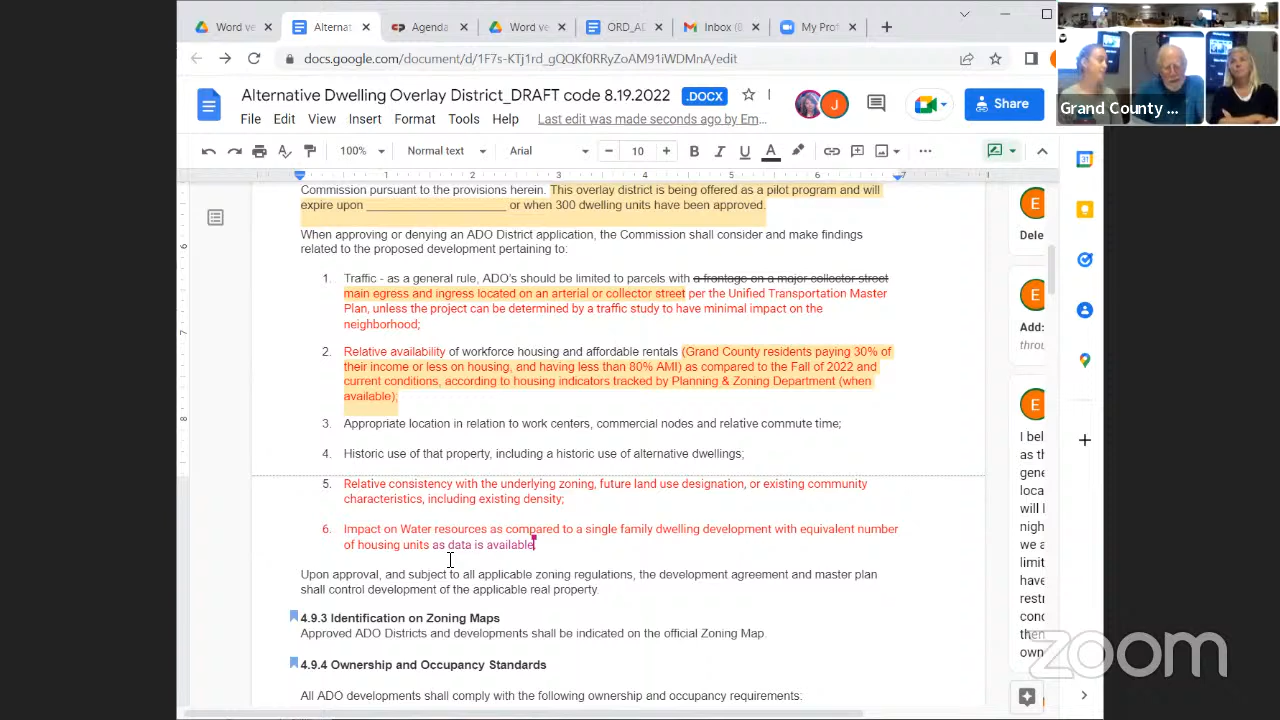 Word ve
Alternat
Word ve
ORD_AD
Inbox (8
My Prof
docs.google.com/
gQQKf0RRyZoAM91iWDMnA/edit
Alternative Dwelling Overlay District_DRAFT code 8.19.2022 .DOCX
Share
Grand County ...
File Edit View Insert Tools Help Last edit was made seconds ago by Em...
100% Normal text Arial 10 B I U A
2 3 4 5 6 7
Commission pursuant to the provisions herein. This overlay district is being offered as a pilot program and will
expire upon ______________________ or when 300 dwelling units have been approved.
When approving or denying an ADO District application, the Commission shall consider and make findings
related to the proposed development pertaining to:
1. Traffic - as a general rule, ADO's should be limited to parcels with a frontage on a major collector street
main egress and ingress located on an arterial or collector street per the Unified Transportation Master
Plan, unless the project can be determined by a traffic study to have minimal impact on the
neighborhood;
2. Relative availability of workforce housing and affordable rentals (Grand County residents paying 30% of
their income or less on housing, and having less than 80% AMI) as compared to the Fall of 2022 and
current conditions, according to housing indicators tracked by Planning & Zoning Department (when
available);
3. Appropriate location in relation to work centers, commercial nodes and relative commute time;
4. Historic use of that property, including a historic use of alternative dwellings;
5. Relative consistency with the underlying zoning, future land use designation, or existing community
characteristics, including existing density;
6. Impact on Water resources as compared to a single family dwelling development with equivalent number
of housing units as data is available
Upon approval, and subject to all applicable zoning regulations, the development agreement and master plan
shall control development of the applicable real property.
4.9.3 Identification on Zoning Maps
Approved ADO Districts and developments shall be indicated on the official Zoning Map.
4.9.4 Ownership and Occupancy Standards
All ADO developments shall comply with the following ownership and occupancy requirements:
E
Dele
E
Add:
throu
E
I bel
as th
gene
loca
will l
nigh
we a
limit
have
restr
conc
then
own
zoom